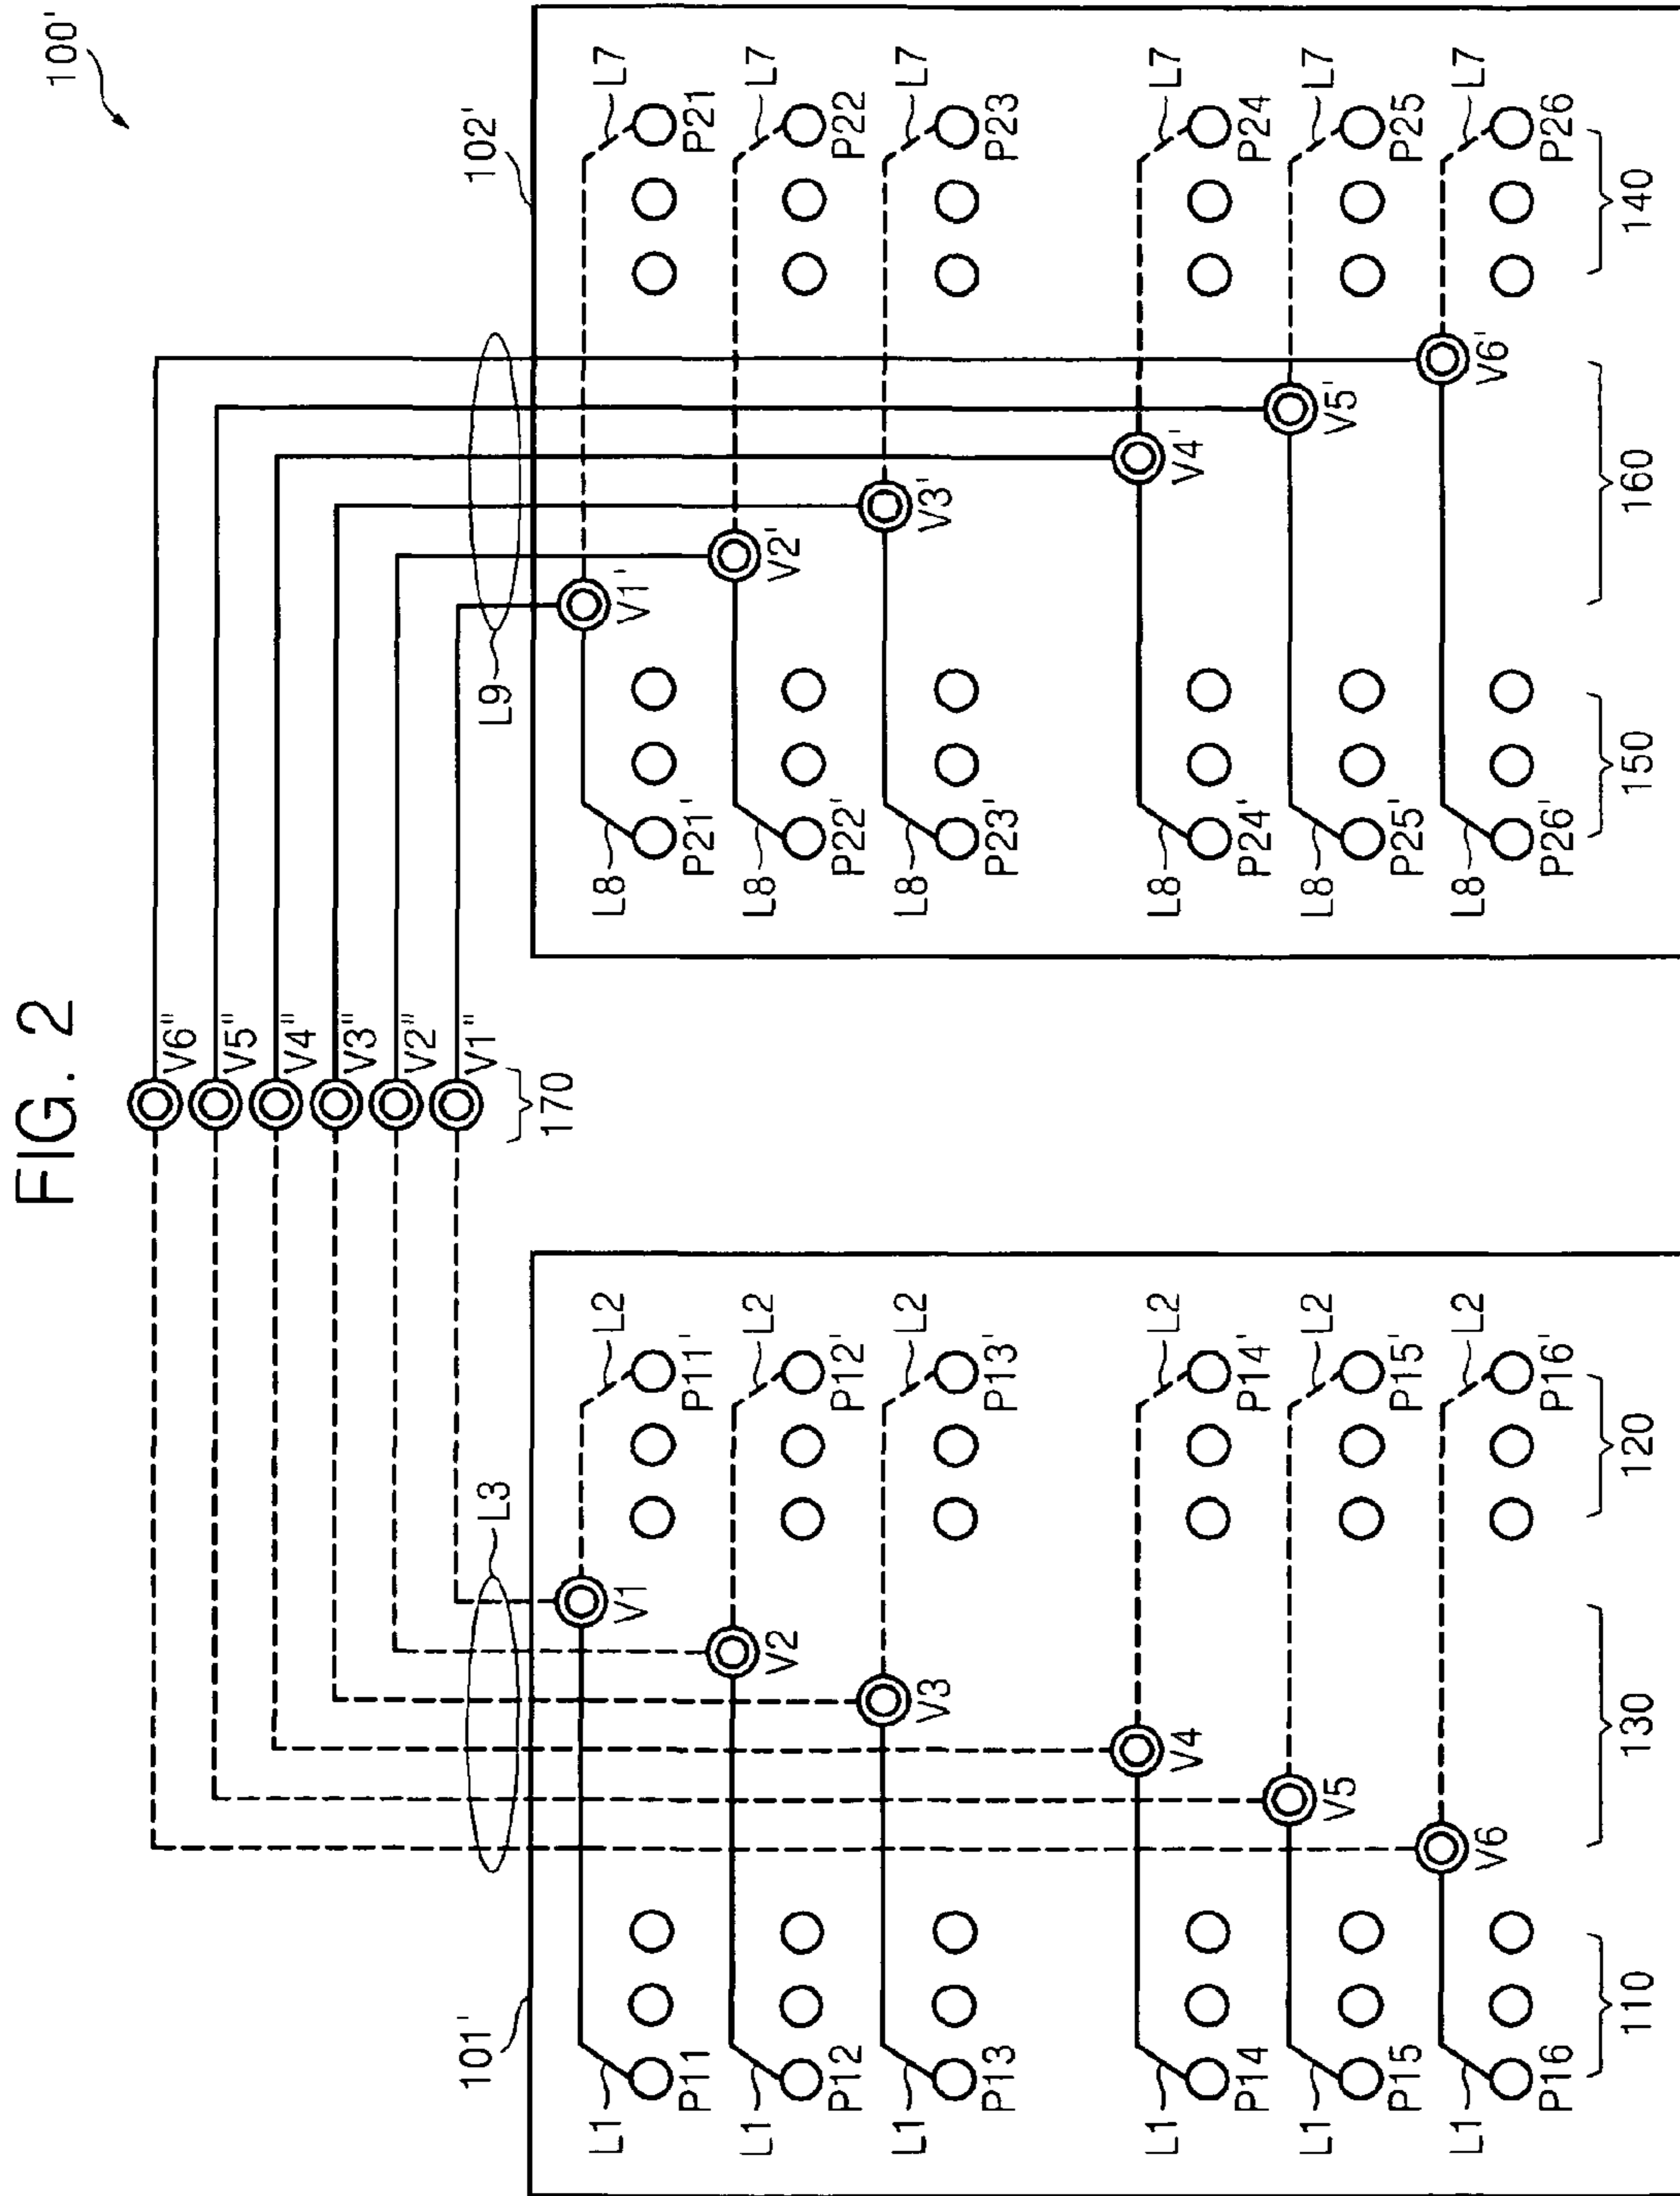 FIG. 2
100'
V6"
V5"
V4"
V3"
V2"
V1"
170
L3
L9
101'
102'
L1
P11
V1
L2
P11'
L8
P21'
V1'
L7
P21
L1
P12
V2
L2
P12'
L8
P22'
V2'
L7
P22
L1
P13
V3
L2
P13'
L8
P23'
V3'
L7
P23
L1
P14
V4
L2
P14'
L8
P24'
V4'
L7
P24
L1
P15
V5
L2
P15'
L8
P25'
V5'
L7
P25
L1
P16
V6
L2
P16'
L8
P26'
V6'
L7
P26
110
130
120
150
160
140